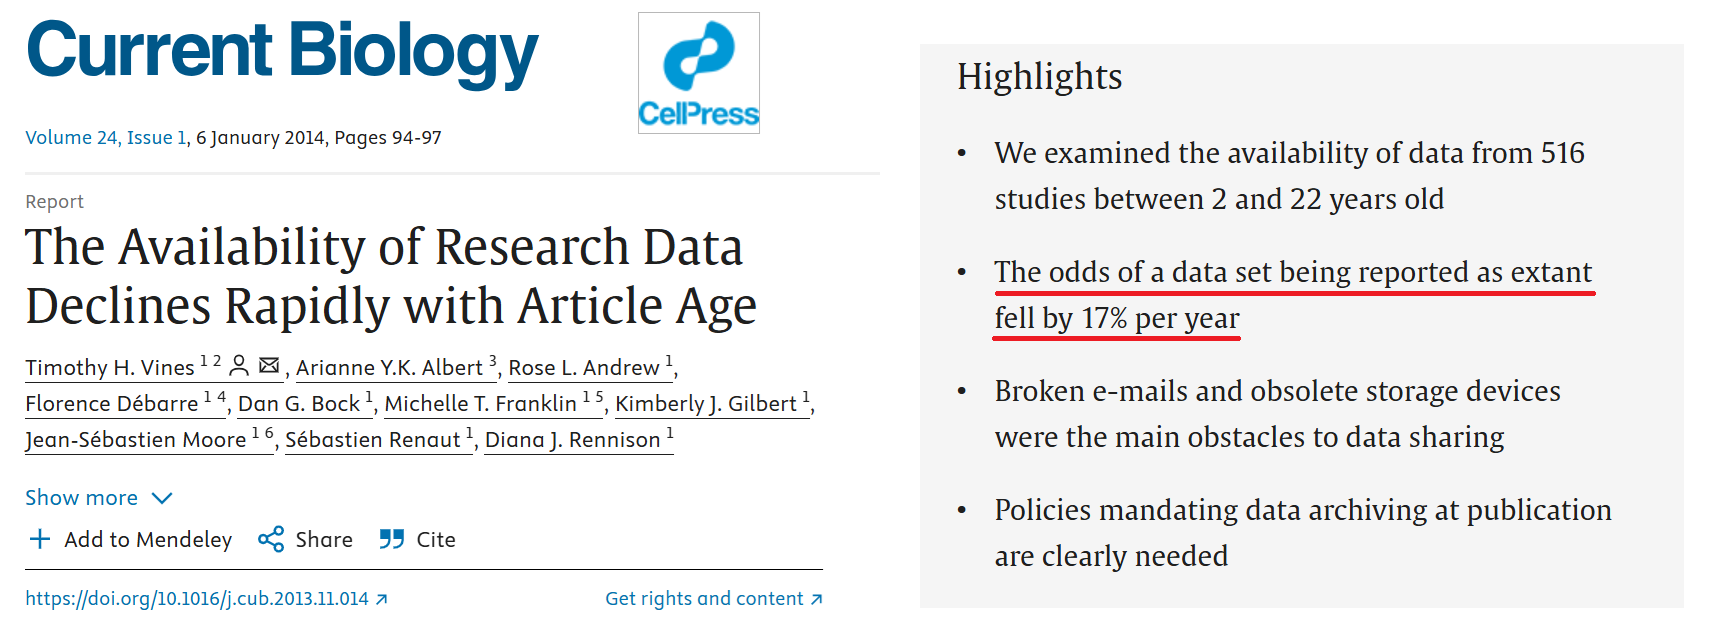 Current Biology
CellPress
Volume 24, Issue 1, 6 January 2014, Pages 94-97
Report
The Availability of Research Data
Declines Rapidly with Article Age
Timothy H. Vines 1 2, Arianne Y.K. Albert 3, Rose L. Andrew 1,
Florence Débarre 1 4, Dan G. Bock 1, Michelle T. Franklin 1 5, Kimberly J. Gilbert 1,
Jean-Sébastien Moore 1 6, Sébastien Renaut 1, Diana J. Rennison 1
Show more
Add to Mendeley Share Cite
https://doi.org/10.1016/j.cub.2013.11.014 Get rights and content
Highlights
• We examined the availability of data from 516
studies between 2 and 22 years old
• The odds of a data set being reported as extant
fell by 17% per year
• Broken e-mails and obsolete storage devices
were the main obstacles to data sharing
• Policies mandating data archiving at publication
are clearly needed